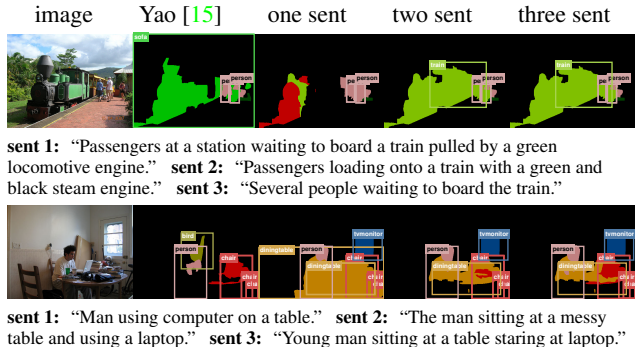 image Yao [15] one sent two sent three sent
sofa person train person train person
sent 1: “Passengers at a station waiting to board a train pulled by a green
locomotive engine.” sent 2: “Passengers loading onto a train with a green and
black steam engine.” sent 3: “Several people waiting to board the train.”
bird tvmonitor tvmonitor tvmonitor
person chair diningtable person person chair person
diningtable diningtable diningtable
sent 1: “Man using computer on a table.” sent 2: “The man sitting at a messy
table and using a laptop.” sent 3: “Young man sitting at a table staring at laptop.”